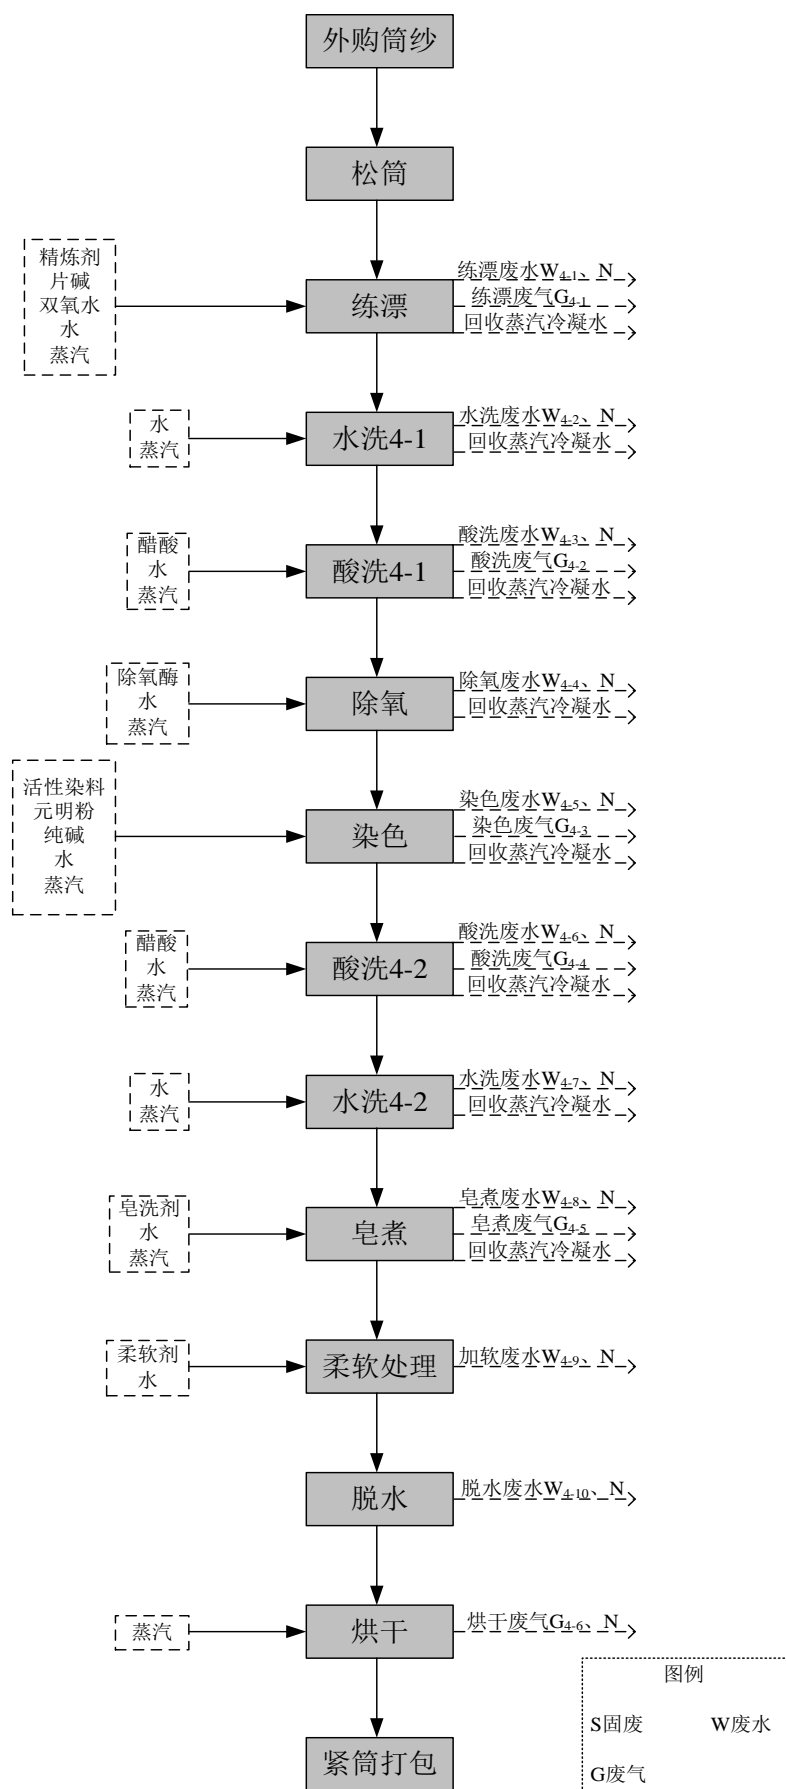 外购筒纱
松筒
精炼剂
片碱
双氧水
水
蒸汽
练漂
练漂废水W4-1、N
练漂废气G4-1
回收蒸汽冷凝水
水
蒸汽
水洗4-1
水洗废水W4-2、N
回收蒸汽冷凝水
醋酸
水
蒸汽
酸洗4-1
酸洗废水W4-3、N
酸洗废气G4-2
回收蒸汽冷凝水
除氧酶
水
蒸汽
除氧
除氧废水W4-4、N
回收蒸汽冷凝水
活性染料
元明粉
纯碱
水
蒸汽
染色
染色废水W4-5、N
染色废气G4-3
回收蒸汽冷凝水
醋酸
水
蒸汽
酸洗4-2
酸洗废水W4-6、N
酸洗废气G4-4
回收蒸汽冷凝水
水
蒸汽
水洗4-2
水洗废水W4-7、N
回收蒸汽冷凝水
皂洗剂
水
蒸汽
皂煮
皂煮废水W4-8、N
皂煮废气G4-5
回收蒸汽冷凝水
柔软剂
水
柔软处理
加软废水W4-9、N
脱水
脱水废水W4-10、N
蒸汽
烘干
烘干废气G4-6、N
紧筒打包
图例
S固废 W废水
G废气